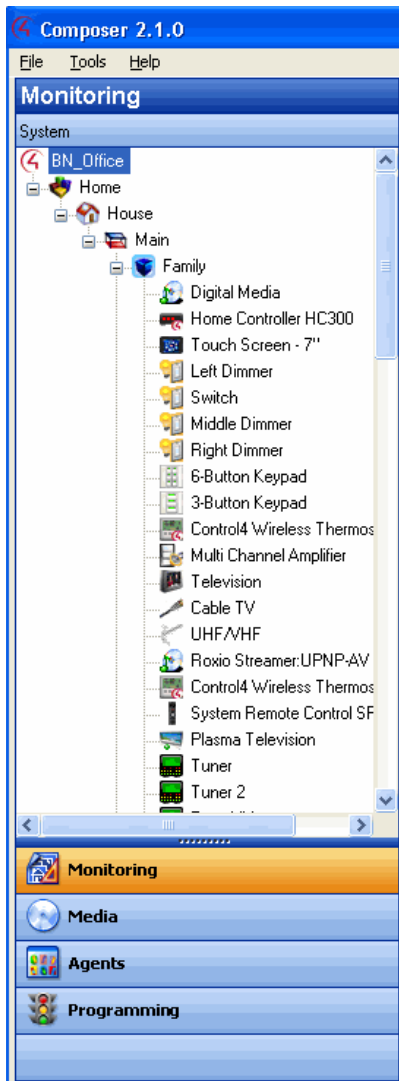 Composer 2.1.0
File Tools Help
Monitoring
System
BN_Office
Home
House
Main
Family
Digital Media
Home Controller HC300
Touch Screen - 7"
Left Dimmer
Switch
Middle Dimmer
Right Dimmer
6-Button Keypad
3-Button Keypad
Control4 Wireless Thermos
Multi Channel Amplifier
Television
Cable TV
UHF/VHF
Roxio Streamer:UPNP-AV
Control4 Wireless Thermos
System Remote Control SF
Plasma Television
Tuner
Tuner 2
Monitoring
Media
Agents
Programming